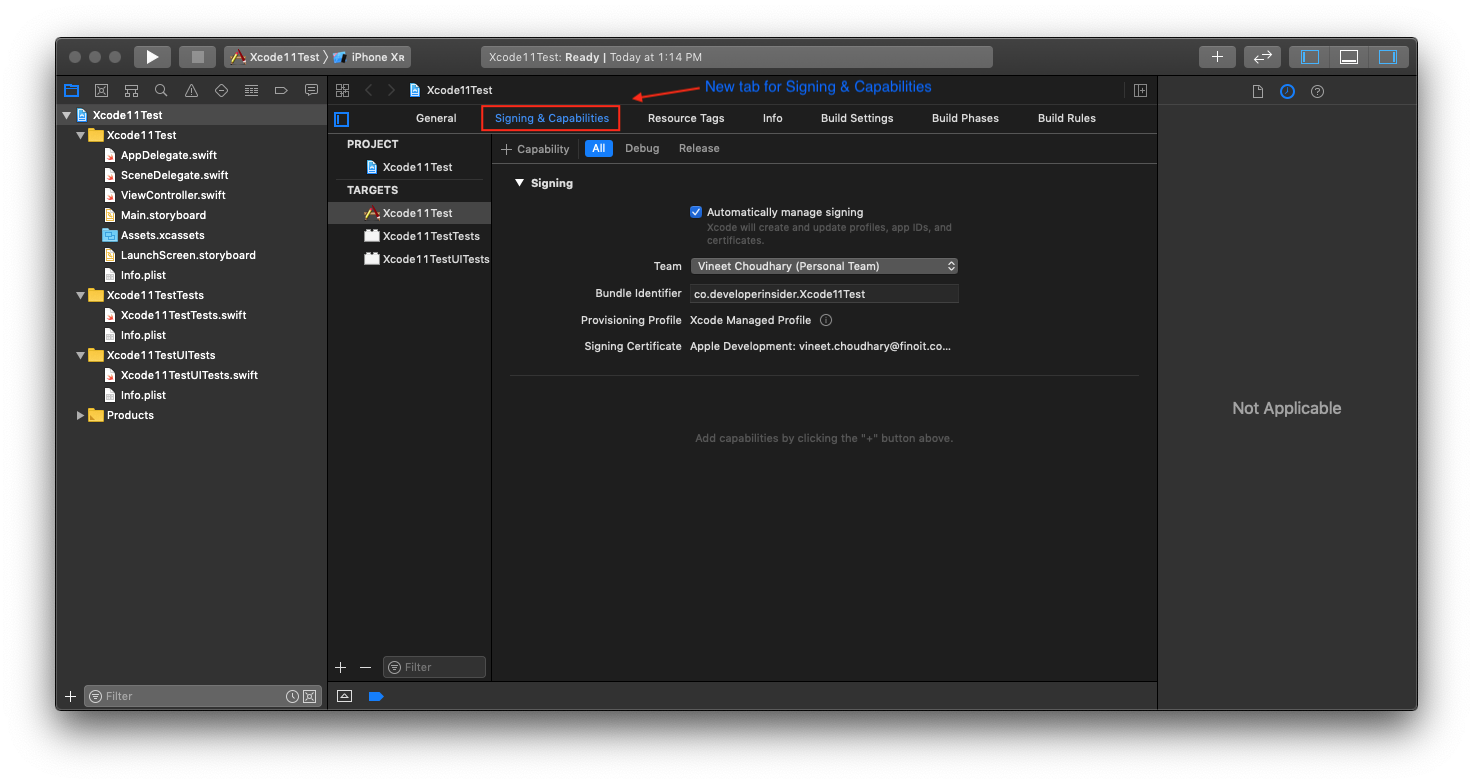 Xcode11Test iPhone XR
Xcode11Test: Ready | Today at 1:14 PM
Xcode11Test
New tab for Signing & Capabilities
General Signing & Capabilities Resource Tags Info Build Settings Build Phases Build Rules
Xcode11Test
Xcode11Test
AppDelegate.swift
SceneDelegate.swift
ViewController.swift
Main.storyboard
Assets.xcassets
LaunchScreen.storyboard
Info.plist
Xcode11TestTests
Xcode11TestTests.swift
Info.plist
Xcode11TestUITests
Xcode11TestUITests.swift
Info.plist
Products
Filter
PROJECT
Xcode11Test
TARGETS
Xcode11Test
Xcode11TestTests
Xcode11TestUITests
Filter
+ Capability All Debug Release
Signing
Automatically manage signing
Xcode will create and update profiles, app IDs, and
certificates.
Team Vineet Choudhary (Personal Team)
Bundle Identifier co.developerinsider.Xcode11Test
Provisioning Profile Xcode Managed Profile
Signing Certificate Apple Development: vineet.choudhary@finoit.co...
Add capabilities by clicking the "+" button above.
Not Applicable